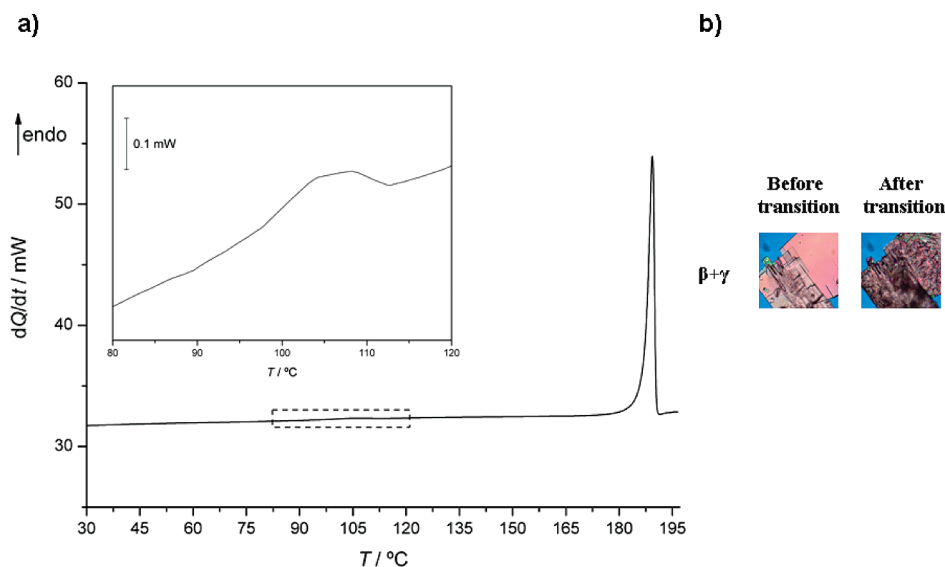 a)
b)
60
50
40
30
endo
dQ/dt / mW
0.1 mW
80 90 100 110 120
T / ºC
30 45 60 75 90 105 120 135 150 165 180 195
T / ºC
Before
transition
After
transition
β+γ